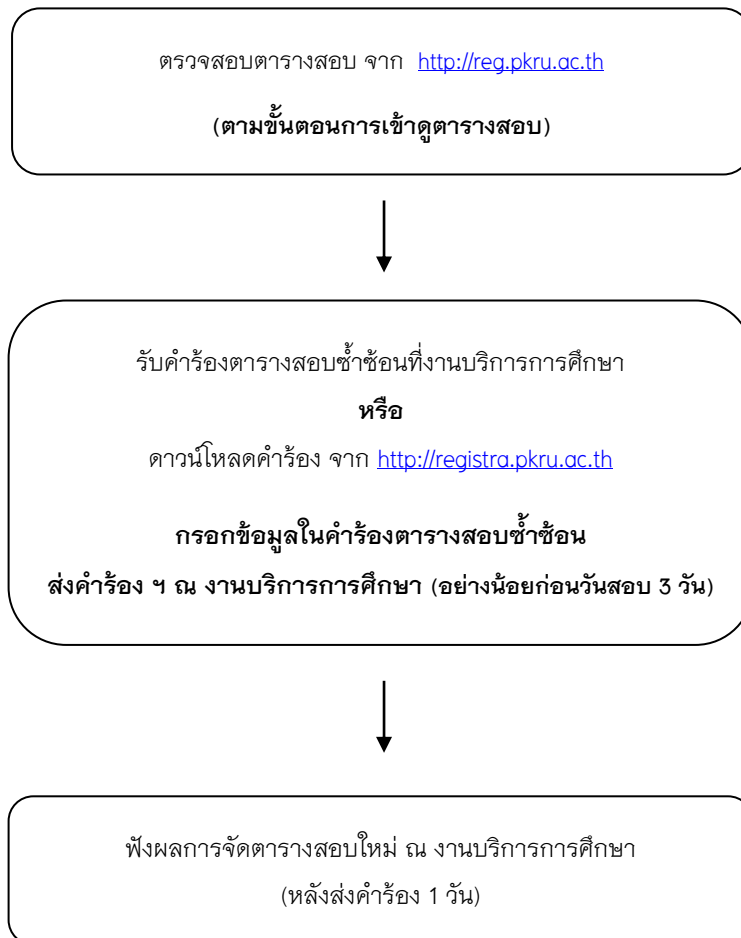 ตรวจสอบตารางสอบ จาก http://reg.pkru.ac.th
(ตามขั้นตอนการเข้าดูตารางสอบ)
รับคำร้องตารางสอบซ้ำซ้อนที่งานบริการการศึกษา
หรือ
ดาวน์โหลดคำร้อง จาก http://registra.pkru.ac.th
กรอกข้อมูลในคำร้องตารางสอบซ้ำซ้อน
ส่งคำร้อง ฯ ณ งานบริการการศึกษา (อย่างน้อยก่อนวันสอบ 3 วัน)
ฟังผลการจัดตารางสอบใหม่ ณ งานบริการการศึกษา
(หลังส่งคำร้อง 1 วัน)